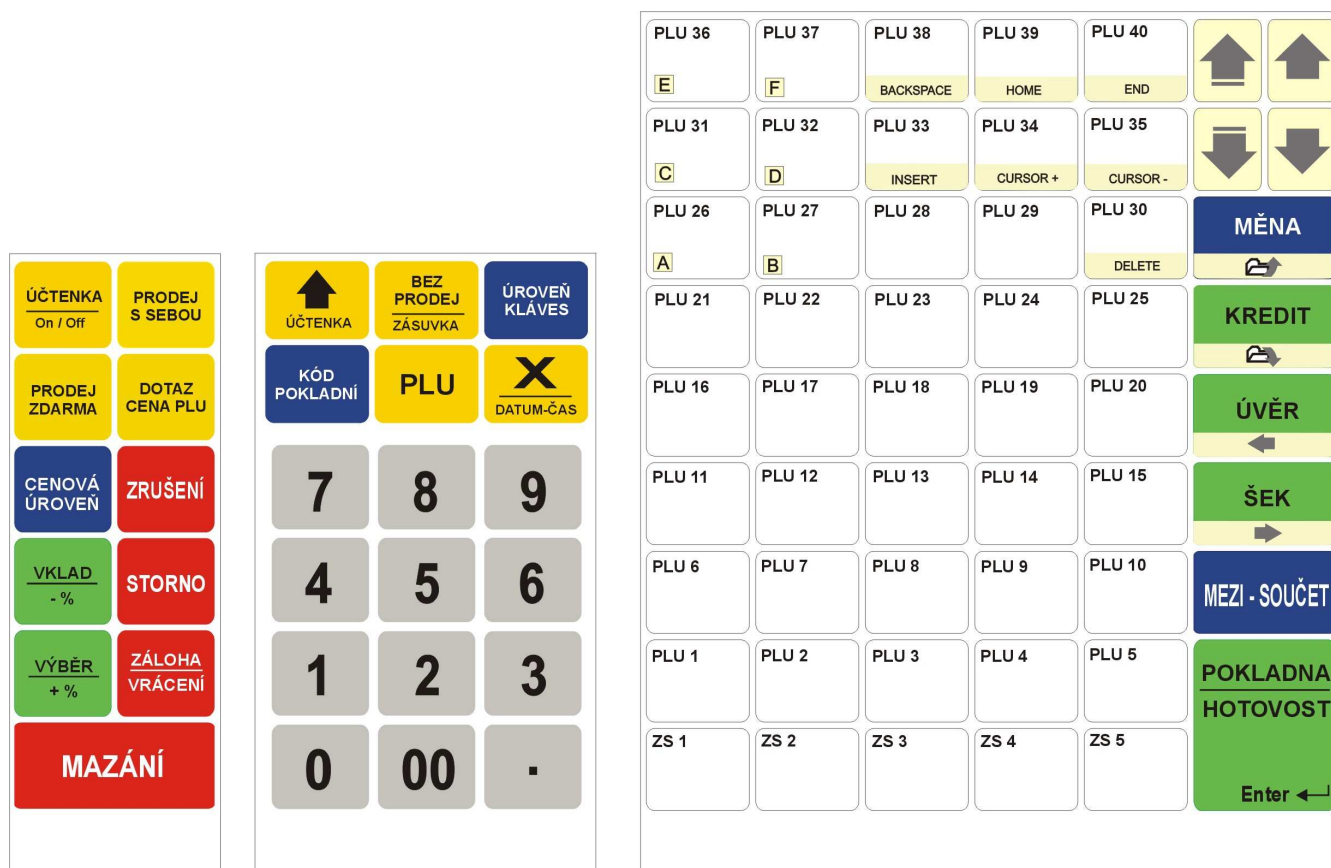 ÚČTENKA
On / Off
PRODEJ
S SEBOU
PRODEJ
ZDARMA
DOTAZ
CENA PLU
CENOVÁ
ÚROVEŇ
ZRUŠENÍ
VKLAD
- %
STORNO
VÝBĚR
+ %
ZÁLOHA
VRÁCENÍ
MAZÁNÍ
ÚČTENKA
BEZ
PRODEJ
ZÁSUVKA
ÚROVEŇ
KLÁVES
KÓD
POKLADNÍ
PLU
X
DATUM-ČAS
7 8 9
4 5 6
1 2 3
0 00 .
PLU 36 PLU 37 PLU 38 PLU 39 PLU 40
E F BACKSPACE HOME END
PLU 31 PLU 32 PLU 33 PLU 34 PLU 35
C D INSERT CURSOR + CURSOR -
PLU 26 PLU 27 PLU 28 PLU 29 PLU 30
A B DELETE
MĚNA
PLU 21 PLU 22 PLU 23 PLU 24 PLU 25
KREDIT
PLU 16 PLU 17 PLU 18 PLU 19 PLU 20
ÚVĚR
PLU 11 PLU 12 PLU 13 PLU 14 PLU 15
ŠEK
PLU 6 PLU 7 PLU 8 PLU 9 PLU 10
MEZI - SOUČET
PLU 1 PLU 2 PLU 3 PLU 4 PLU 5
POKLADNA
HOTOVOST
ZS 1 ZS 2 ZS 3 ZS 4 ZS 5
Enter